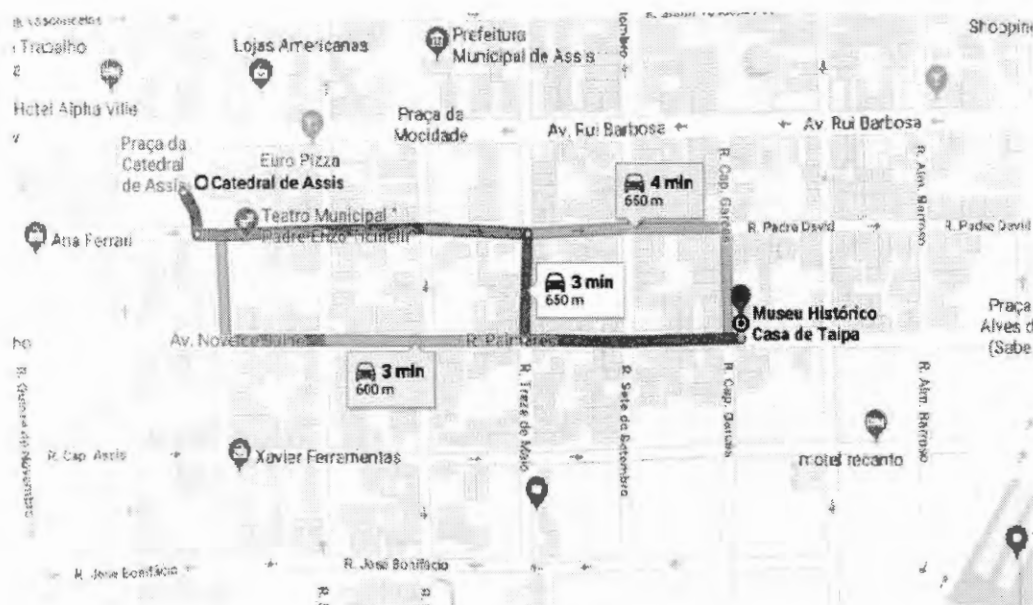 Shopping
Trabalho
Lojas Americanas
Prefeitura
Municipal de Assis
Hotel Alpha Ville
Praça da
Mocidade
Av. Rui Barbosa
Av. Rui Barbosa
Praça da
Catedral
de Assis
Euro Pizza
Catedral de Assis
4 min
650 m
R. Cap. Garcia
R. Alm. Barroso
Teatro Municipal
Padre Enzo Ticinelli
Ana Ferrari
R. Padre David
R. Padre David
3 min
650 m
Museu Histórico
Casa de Taipa
Praça
Alves d
(Sabe
ho
Av. Nove de Julho
R. Palmares
3 min
600 m
R. Treze de Maio
R. Sete de Setembro
R. Cap. Garcia
R. Alm. Barroso
R. Cap. Assis
Xavier Ferramentas
motel recanto
R. José Bonifácio
R. José Bonifácio